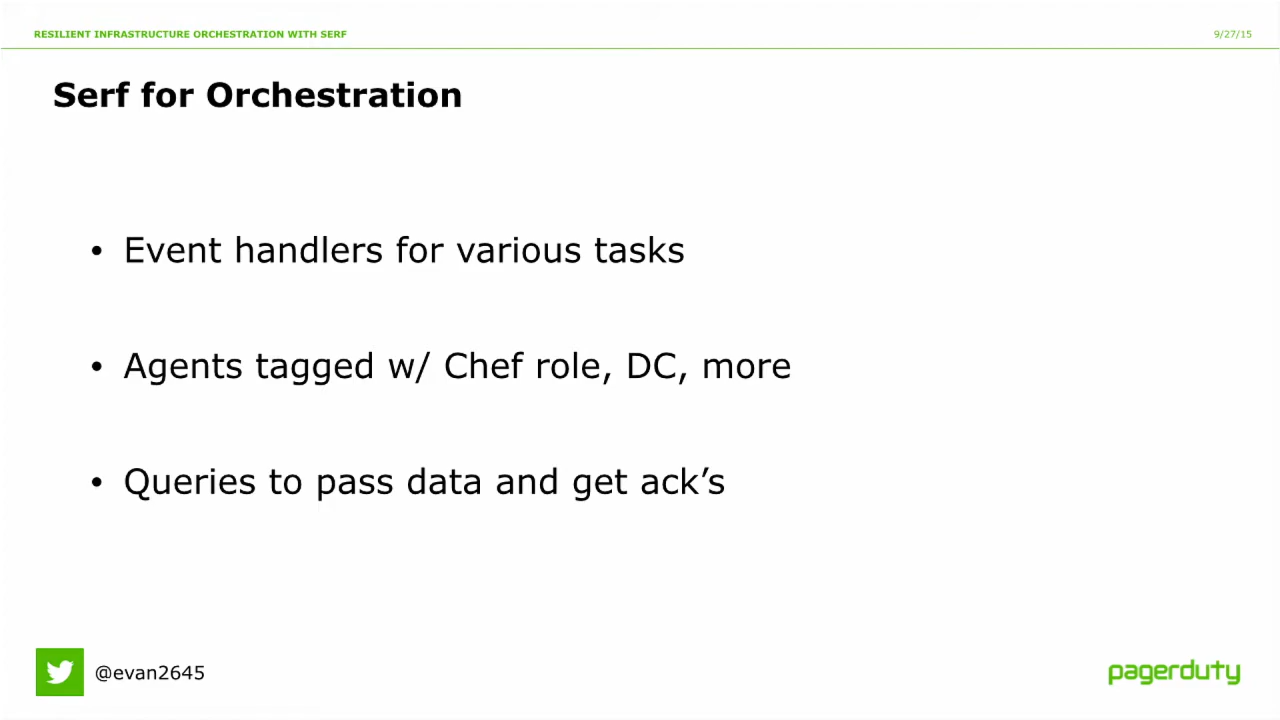 RESILIENT INFRASTRUCTURE ORCHESTRATION WITH SERF
9/27/15
Serf for Orchestration
• Event handlers for various tasks
• Agents tagged w/ Chef role, DC, more
• Queries to pass data and get ack’s
@evan2645
pagerduty